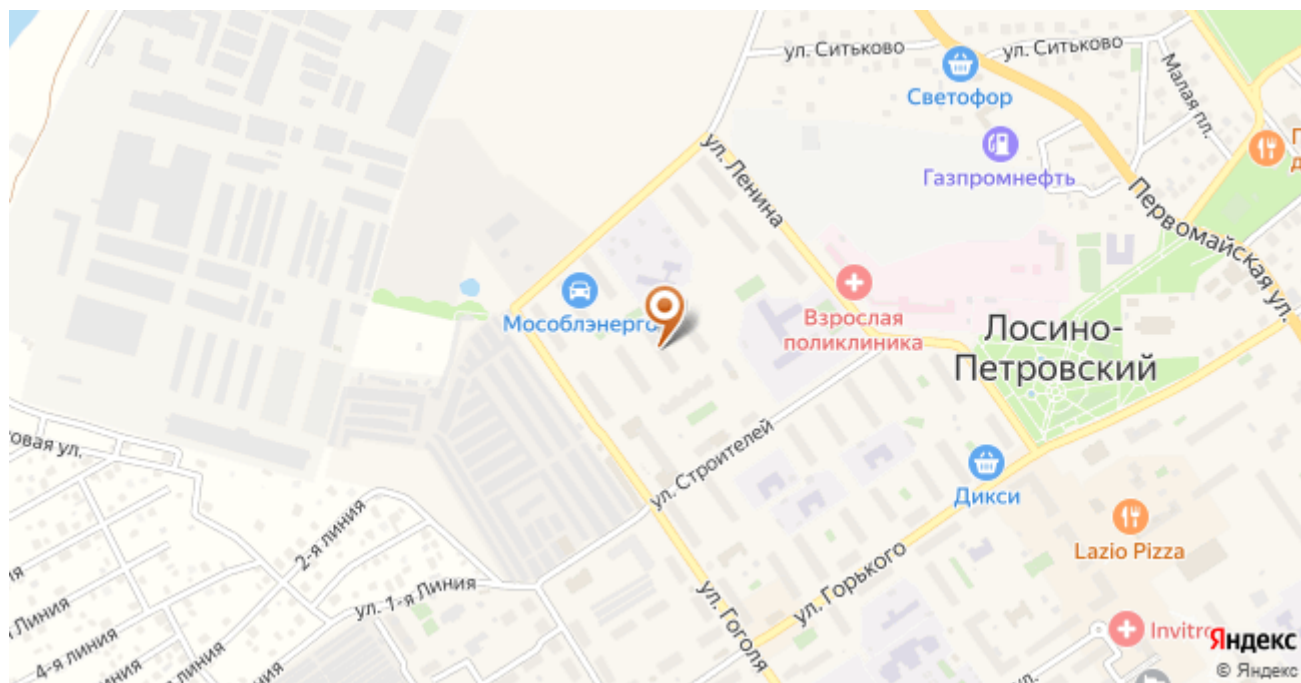 ул. Ситьково
ул. Ситьково
Светофор
Малая пл.
ул. Ленина
Газпромнефть
Первомайская ул.
Мособлэнерго
Взрослая
поликлиника
Лосино-
Петровский
овая ул.
ул. Строителей
Дикси
2-я линия
Lazio Pizza
ул. 1-я Линия
ул. Гоголя
ул. Горького
я Линия
4-я линия
я линия
Invitro
Яндекс
© Яндекс